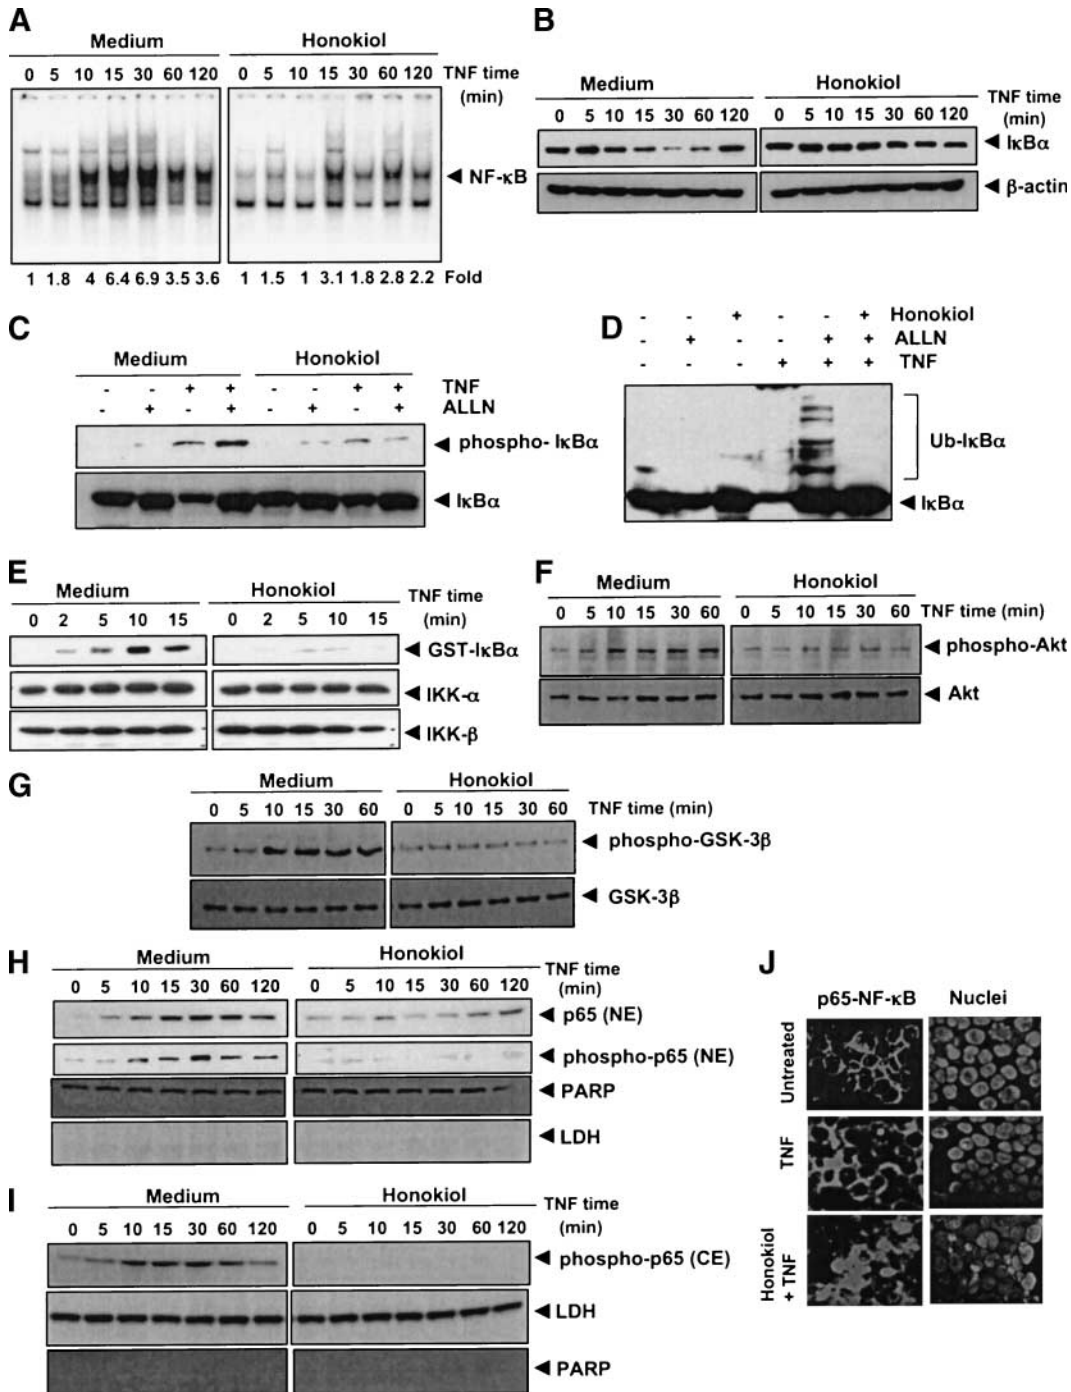 A
Medium Honokiol
0 5 10 15 30 60 120 0 5 10 15 30 60 120 TNF time
(min)
◄ NF-κB
1 1.8 4 6.4 6.9 3.5 3.6 1 1.5 1 3.1 1.8 2.8 2.2 Fold
B
Medium Honokiol
TNF time
0 5 10 15 30 60 120 0 5 10 15 30 60 120 (min)
◄ IκBα
◄ β-actin
C
Medium Honokiol
- - + + - - + + TNF
- + - + - + - + ALLN
◄ phospho- IκBα
◄ IκBα
D
- - + - - + Honokiol
- + - - + + ALLN
- - - + + + TNF
Ub-IκBα
◄ IκBα
E
Medium Honokiol
TNF time
0 2 5 10 15 0 2 5 10 15 (min)
◄ GST-IκBα
◄ IKK-α
◄ IKK-β
F
Medium Honokiol
0 5 10 15 30 60 0 5 10 15 30 60 TNF time (min)
◄ phospho-Akt
◄ Akt
G
Medium Honokiol
0 5 10 15 30 60 0 5 10 15 30 60 TNF time (min)
◄ phospho-GSK-3β
◄ GSK-3β
H
Medium Honokiol
TNF time
0 5 10 15 30 60 120 0 5 10 15 30 60 120 (min)
◄ p65 (NE)
◄ phospho-p65 (NE)
◄ PARP
◄ LDH
I
Medium Honokiol
TNF time
0 5 10 15 30 60 120 0 5 10 15 30 60 120 (min)
◄ phospho-p65 (CE)
◄ LDH
◄ PARP
J
p65-NF-κB Nuclei
Untreated
TNF
Honokiol
+ TNF